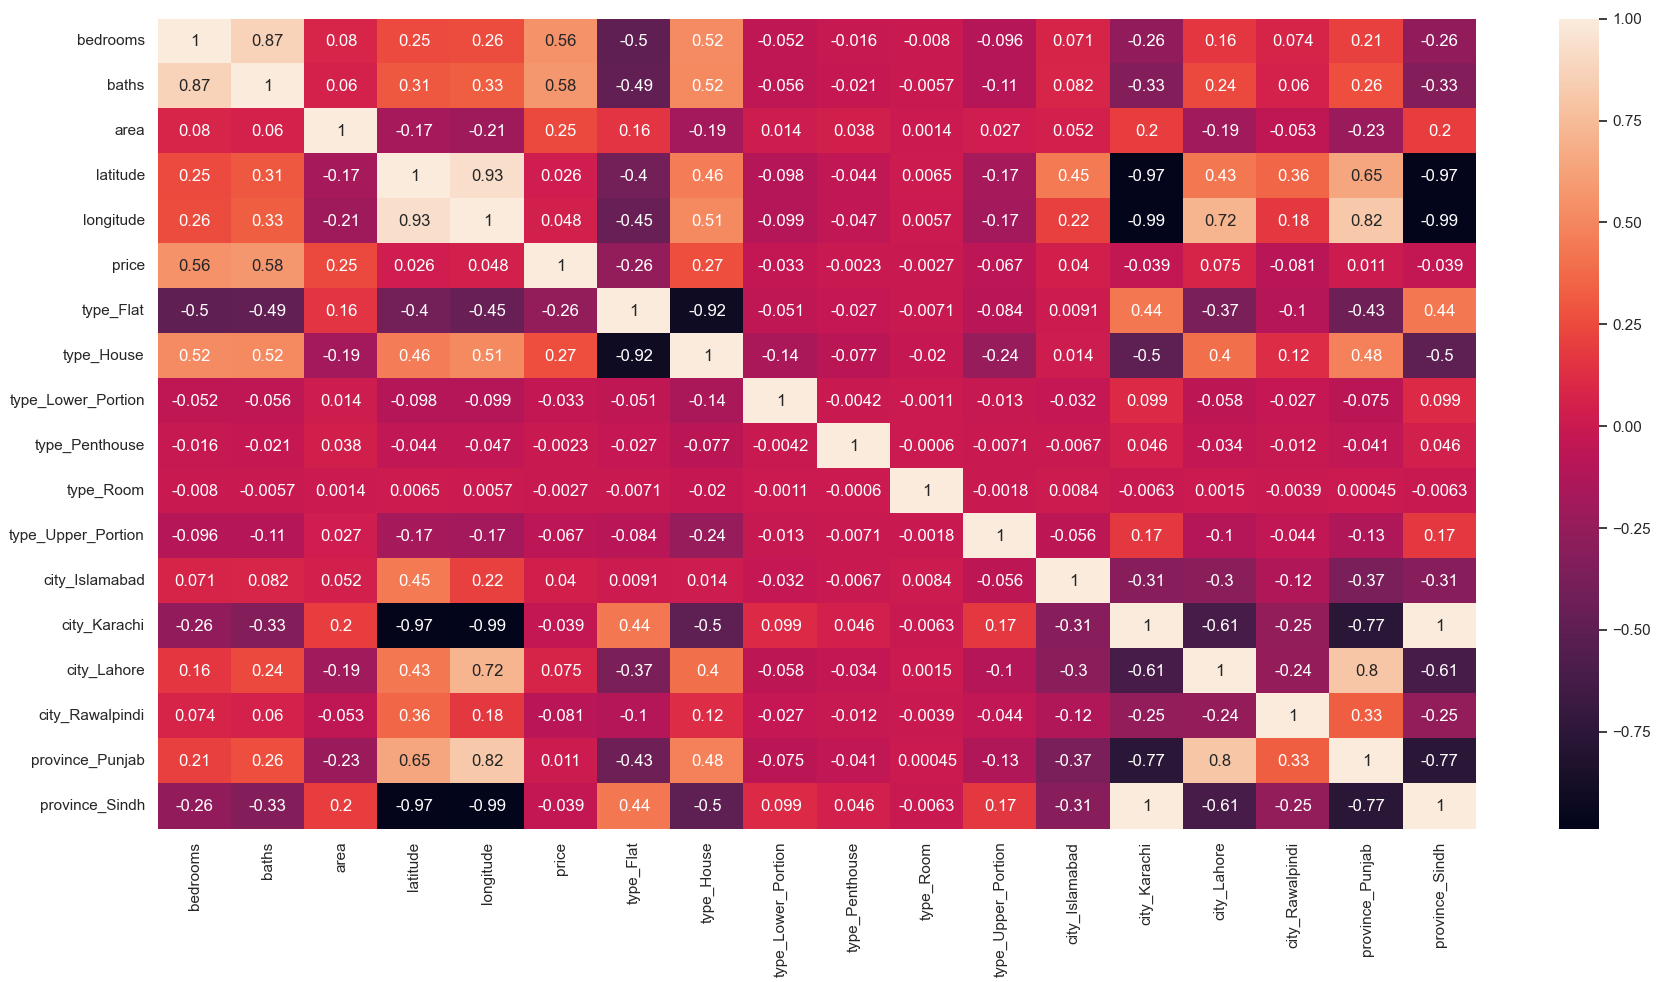 bedrooms 1 0.87 0.08 0.25 0.26 0.56 -0.5 0.52 -0.052 -0.016 -0.008 -0.096 0.071 -0.26 0.16 0.074 0.21 -0.26
baths 0.87 1 0.06 0.31 0.33 0.58 -0.49 0.52 -0.056 -0.021 -0.0057 -0.11 0.082 -0.33 0.24 0.06 0.26 -0.33
area 0.08 0.06 1 -0.17 -0.21 0.25 0.16 -0.19 0.014 0.038 0.0014 0.027 0.052 0.2 -0.19 -0.053 -0.23 0.2
latitude 0.25 0.31 -0.17 1 0.93 0.026 -0.4 0.46 -0.098 -0.044 0.0065 -0.17 0.45 -0.97 0.43 0.36 0.65 -0.97
longitude 0.26 0.33 -0.21 0.93 1 0.048 -0.45 0.51 -0.099 -0.047 0.0057 -0.17 0.22 -0.99 0.72 0.18 0.82 -0.99
price 0.56 0.58 0.25 0.026 0.048 1 -0.26 0.27 -0.033 -0.0023 -0.0027 -0.067 0.04 -0.039 0.075 -0.081 0.011 -0.039
type_Flat -0.5 -0.49 0.16 -0.4 -0.45 -0.26 1 -0.92 -0.051 -0.027 -0.0071 -0.084 0.0091 0.44 -0.37 -0.1 -0.43 0.44
type_House 0.52 0.52 -0.19 0.46 0.51 0.27 -0.92 1 -0.14 -0.077 -0.02 -0.24 0.014 -0.5 0.4 0.12 0.48 -0.5
type_Lower_Portion -0.052 -0.056 0.014 -0.098 -0.099 -0.033 -0.051 -0.14 1 -0.0042 -0.0011 -0.013 -0.032 0.099 -0.058 -0.027 -0.075 0.099
type_Penthouse -0.016 -0.021 0.038 -0.044 -0.047 -0.0023 -0.027 -0.077 -0.0042 1 -0.0006 -0.0071 -0.0067 0.046 -0.034 -0.012 -0.041 0.046
type_Room -0.008 -0.0057 0.0014 0.0065 0.0057 -0.0027 -0.0071 -0.02 -0.0011 -0.0006 1 -0.0018 0.0084 -0.0063 0.0015 -0.0039 0.00045 -0.0063
type_Upper_Portion -0.096 -0.11 0.027 -0.17 -0.17 -0.067 -0.084 -0.24 -0.013 -0.0071 -0.0018 1 -0.056 0.17 -0.1 -0.044 -0.13 0.17
city_Islamabad 0.071 0.082 0.052 0.45 0.22 0.04 0.0091 0.014 -0.032 -0.0067 0.0084 -0.056 1 -0.31 -0.3 -0.12 -0.37 -0.31
city_Karachi -0.26 -0.33 0.2 -0.97 -0.99 -0.039 0.44 -0.5 0.099 0.046 -0.0063 0.17 -0.31 1 -0.61 -0.25 -0.77 1
city_Lahore 0.16 0.24 -0.19 0.43 0.72 0.075 -0.37 0.4 -0.058 -0.034 0.0015 -0.1 -0.3 -0.61 1 -0.24 0.8 -0.61
city_Rawalpindi 0.074 0.06 -0.053 0.36 0.18 -0.081 -0.1 0.12 -0.027 -0.012 -0.0039 -0.044 -0.12 -0.25 -0.24 1 0.33 -0.25
province_Punjab 0.21 0.26 -0.23 0.65 0.82 0.011 -0.43 0.48 -0.075 -0.041 0.00045 -0.13 -0.37 -0.77 0.8 0.33 1 -0.77
province_Sindh -0.26 -0.33 0.2 -0.97 -0.99 -0.039 0.44 -0.5 0.099 0.046 -0.0063 0.17 -0.31 1 -0.61 -0.25 -0.77 1
bedrooms
baths
area
latitude
longitude
price
type_Flat
type_House
type_Lower_Portion
type_Penthouse
type_Room
type_Upper_Portion
city_Islamabad
city_Karachi
city_Lahore
city_Rawalpindi
province_Punjab
province_Sindh
1.00
0.75
0.50
0.25
0.00
-0.25
-0.50
-0.75